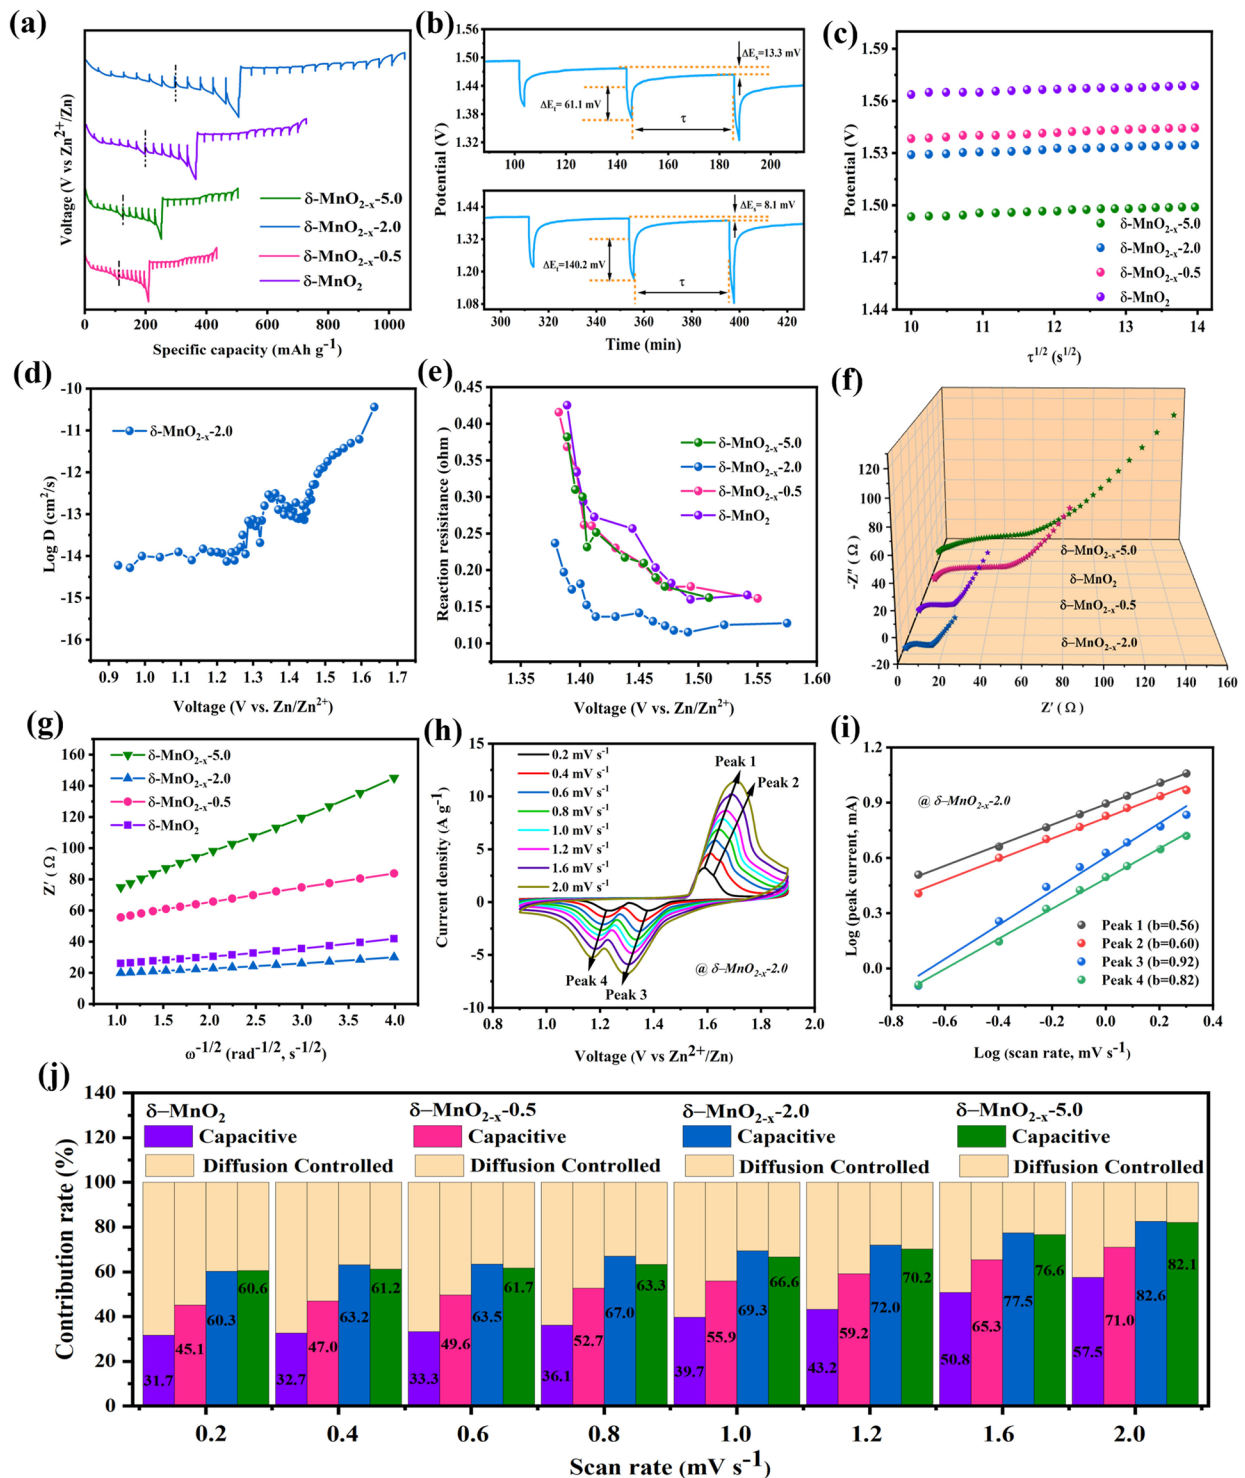 (a)
Voltage (V vs Zn²⁺/Zn)
δ-MnO₂₋ₓ-5.0
δ-MnO₂₋ₓ-2.0
δ-MnO₂₋ₓ-0.5
δ-MnO₂
0 200 400 600 800 1000
Specific capacity (mAh g⁻¹)
(b)
Potential (V)
1.56
1.50
1.44
1.38
1.32
ΔEₛ=13.3 mV
ΔEₜ= 61.1 mV
τ
100 120 140 160 180 200
1.44
1.32
1.20
1.08
ΔEₛ= 8.1 mV
ΔEₜ=140.2 mV
τ
300 320 340 360 380 400 420
Time (min)
(c)
Potential (V)
1.59
1.56
1.53
1.50
1.44
δ-MnO₂₋ₓ-5.0
δ-MnO₂₋ₓ-2.0
δ-MnO₂₋ₓ-0.5
δ-MnO₂
10 11 12 13 14
τ^1/2 (s^1/2)
(d)
Log D (cm²/s)
-10
-11
-12
-13
-14
-15
-16
δ-MnO₂₋ₓ-2.0
0.9 1.0 1.1 1.2 1.3 1.4 1.5 1.6 1.7
Voltage (V vs. Zn/Zn²⁺)
(e)
Reaction resistance (ohm )
0.45
0.40
0.35
0.30
0.25
0.20
0.15
0.10
δ-MnO₂₋ₓ-5.0
δ-MnO₂₋ₓ-2.0
δ-MnO₂₋ₓ-0.5
δ-MnO₂
1.35 1.40 1.45 1.50 1.55 1.60
Voltage (V vs. Zn/Zn²⁺)
(f)
-Z″ ( Ω )
120
100
80
60
40
20
0
-20
δ–MnO₂₋ₓ-5.0
δ–MnO₂
δ–MnO₂₋ₓ-0.5
δ–MnO₂₋ₓ-2.0
0 20 40 60 80 100 120 140 160
Z′ ( Ω )
(g)
Z′ ( Ω )
160
140
120
100
80
60
40
20
0
δ-MnO₂₋ₓ-5.0
δ-MnO₂₋ₓ-2.0
δ-MnO₂₋ₓ-0.5
δ-MnO₂
1.0 1.5 2.0 2.5 3.0 3.5 4.0
ω^-1/2 (rad^-1/2, s^-1/2)
(h)
Current density (A g⁻¹)
15
10
5
0
-5
-10
0.2 mV s⁻¹
0.4 mV s⁻¹
0.6 mV s⁻¹
0.8 mV s⁻¹
1.0 mV s⁻¹
1.2 mV s⁻¹
1.6 mV s⁻¹
2.0 mV s⁻¹
Peak 1
Peak 2
Peak 4
Peak 3
@ δ–MnO₂₋ₓ-2.0
0.8 1.0 1.2 1.4 1.6 1.8 2.0
Voltage (V vs Zn²⁺/Zn)
(i)
Log (peak current, mA)
1.2
0.9
0.6
0.3
0.0
@ δ–MnO₂₋ₓ-2.0
Peak 1 (b=0.56)
Peak 2 (b=0.60)
Peak 3 (b=0.92)
Peak 4 (b=0.82)
-0.8 -0.6 -0.4 -0.2 0.0 0.2 0.4
Log (scan rate, mV s⁻¹)
(j)
Contribution rate (%)
140
120
100
80
60
40
20
0
δ–MnO₂ δ–MnO₂₋ₓ-0.5 δ–MnO₂₋ₓ-2.0 δ–MnO₂₋ₓ-5.0
Capacitive Capacitive Capacitive Capacitive
Diffusion Controlled Diffusion Controlled Diffusion Controlled Diffusion Controlled
31.7 45.1 60.3 60.6
32.7 47.0 63.2 61.2
33.3 49.6 63.5 61.7
36.1 52.7 67.0 63.3
39.7 55.9 69.3 66.6
43.2 59.2 72.0 70.2
50.8 65.3 77.5 76.6
57.5 71.0 82.6 82.1
0.2 0.4 0.6 0.8 1.0 1.2 1.6 2.0
Scan rate (mV s⁻¹)